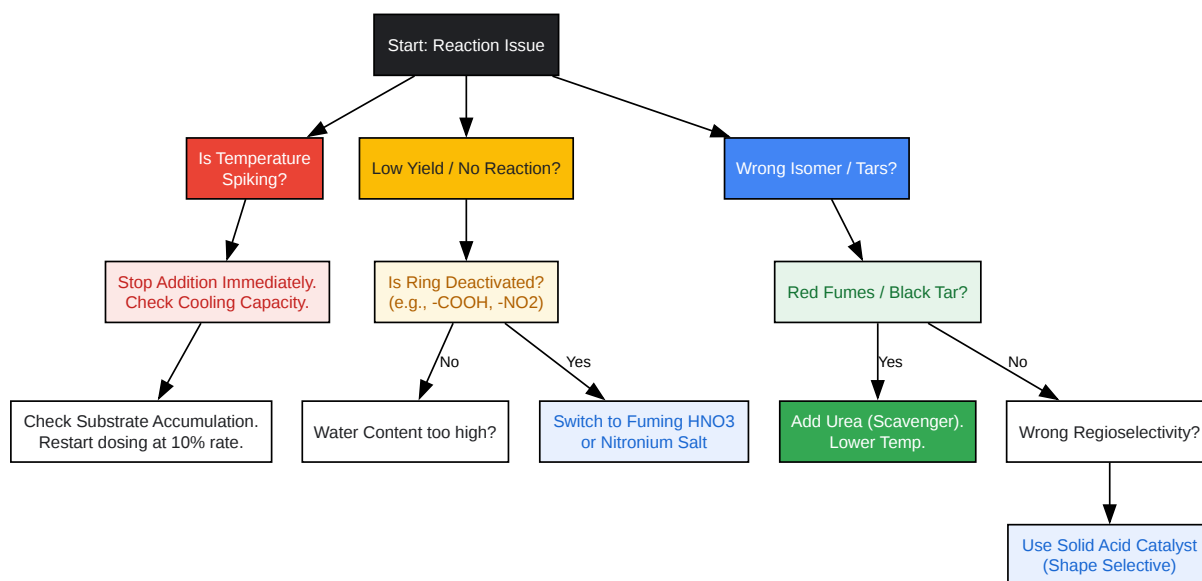 Start: Reaction Issue
Is Temperature
Spiking?
Low Yield / No Reaction?
Wrong Isomer / Tars?
Stop Addition Immediately.
Check Cooling Capacity.
Is Ring Deactivated?
(e.g., -COOH, -NO2)
Red Fumes / Black Tar?
No
Yes
Yes
No
Check Substrate Accumulation.
Restart dosing at 10% rate.
Water Content too high?
Switch to Fuming HNO3
or Nitronium Salt
Add Urea (Scavenger).
Lower Temp.
Wrong Regioselectivity?
Use Solid Acid Catalyst
(Shape Selective)